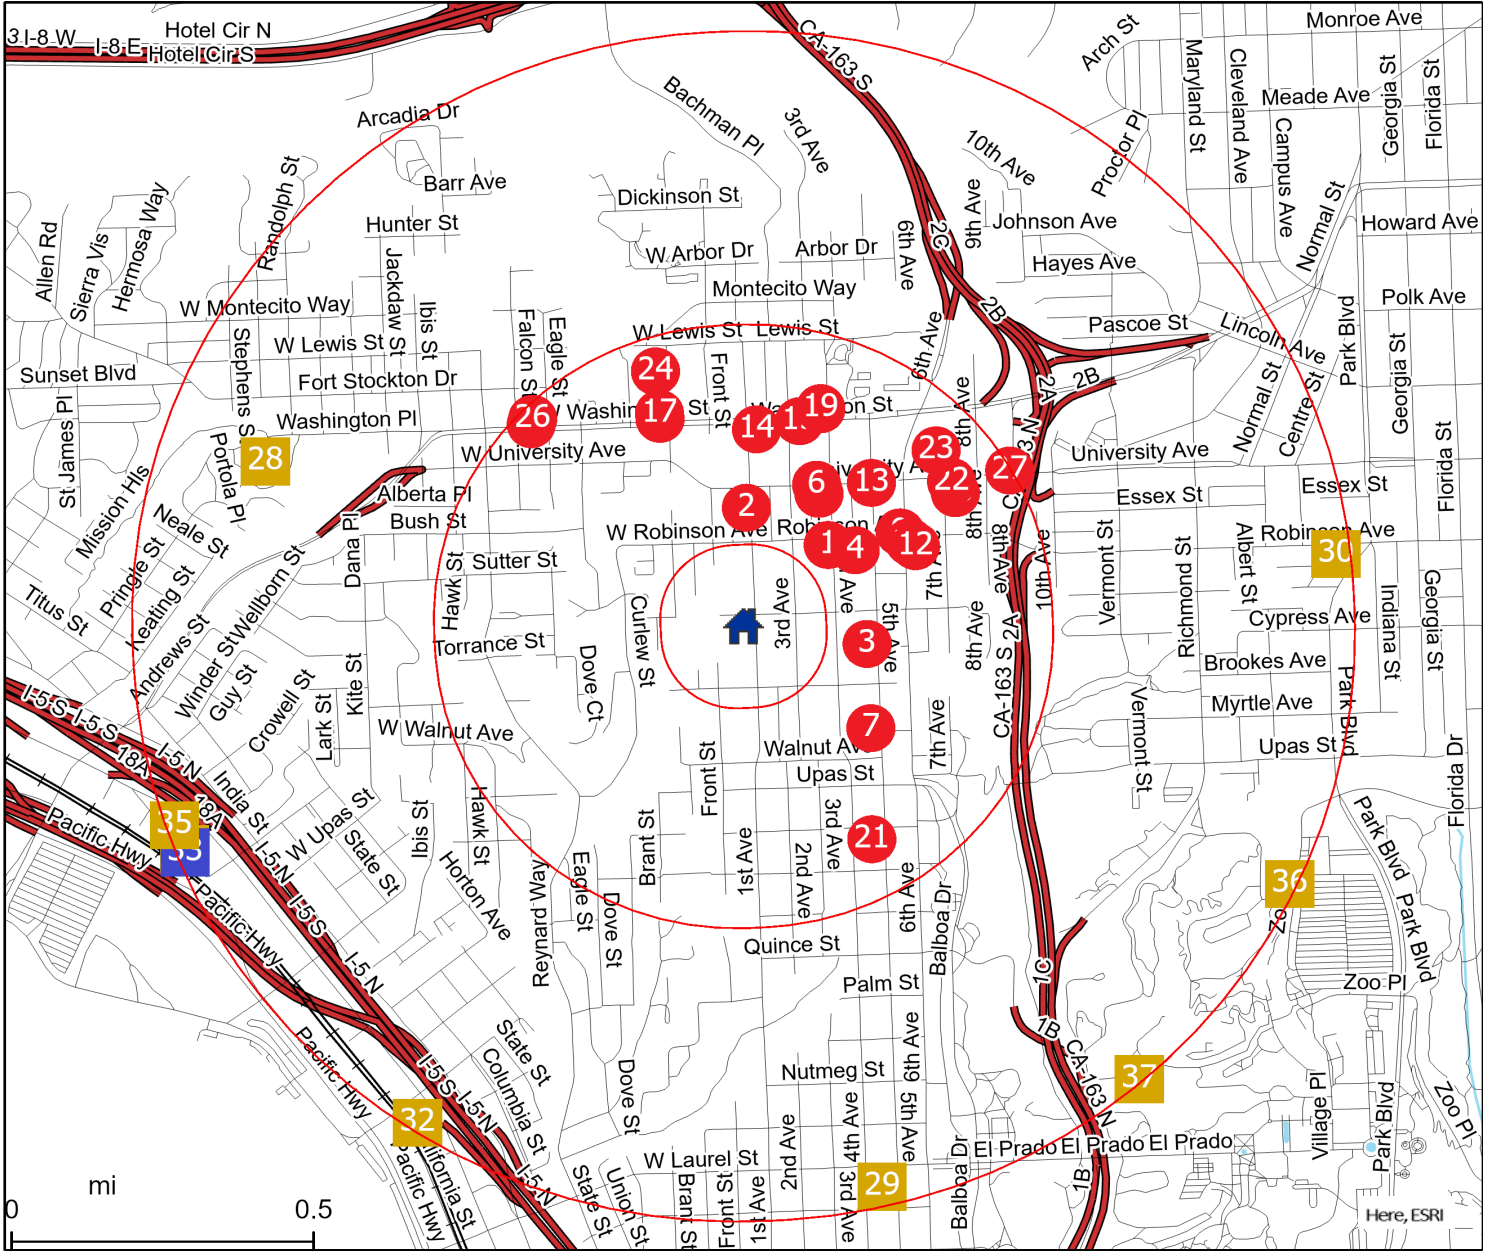 Monroe Ave
Hotel Cir N
Arch St
3
I-8 W
I-8 E
Hotel Cir S
CA-163 S
Maryland St
Cleveland Ave
Georgia St
Florida St
Meade Ave
Bachman Pl
Arcadia Dr
3rd Ave
Proctor Pl
Campus Ave
10th Ave
Barr Ave
Randolph St
Hermosa Way
Dickinson St
9th Ave
Normal St
Hunter St
Johnson Ave
Howard Ave
Allen Rd
Sierra Vis
6th Ave
2C
W Arbor Dr
Arbor Dr
Hayes Ave
Jackdaw St
Montecito Way
Polk Ave
W Montecito Way
Ibis St
2B
Pascoe St
Lincoln Ave
W Lewis St
Lewis St
Stephens S
W Lewis St
Falcon St
Eagle St
6th Ave
Park Blvd
Georgia St
Sunset Blvd
Fort Stockton Dr
24
Front St
2A
2B
Normal St
Centre St
St James Pl
Washington Pl
26
17
St
14
19
8th Ave
Portola Pl
28
W University Ave
23
27
University Ave
Florida St
Mission Hls
Alberta Pl
6
13
22
Essex St
Essex St
Neale St
Bush St
2
W Robinson Ave
12
8th Ave
8th Ave
Robinson Ave
30
Dana Pl
Sutter St
4
7th Ave
10th Ave
Vermont St
Richmond St
Albert St
Pringle St
Keating St
Wellborn St
Hawk St
Curlew St
3rd Ave
Indiana St
Georgia St
Titus St
Andrews St
Winder St
Torrance St
3
5th Ave
8th Ave
Cypress Ave
Guy St
Kite St
Dove Ct
CA-163 S
2A
Brookes Ave
Park Blvd
I-5 S
I-5 S
Crowell St
Lark St
W Walnut Ave
7
7th Ave
Vermont St
Myrtle Ave
18A
I-5 N
Front St
Walnut Ave
Upas St
Upas St
Florida Dr
India St
18A
35
33
Pacific Hwy
W Upas St
State St
Ibis St
Hawk St
Brant St
1st Ave
2nd Ave
3rd Ave
21
Park Blvd
I-5 N
Horton Ave
Reynard Way
Eagle St
Dove St
6th Ave
Balboa Dr
36
Zo
Park Blvd
I-5 S
Pacific Hwy
Quince St
I-5 N
Palm St
1C
Zoo Pl
State St
Columbia St
6th Ave
1B
CA-163 N
Pacific Hwy
I-5 S
I-5 N
Dove St
Nutmeg St
37
Village Pl
Park Blvd
Zoo Pl
32
2nd Ave
4th Ave
5th Ave
El Prado
El Prado
El Prado
W Laurel St
Balboa Dr
1B
mi
Pacific Hwy
I-5 N
State St
Union St
Brant St
Front St
1st Ave
3rd Ave
29
0
0.5
Here, ESRI